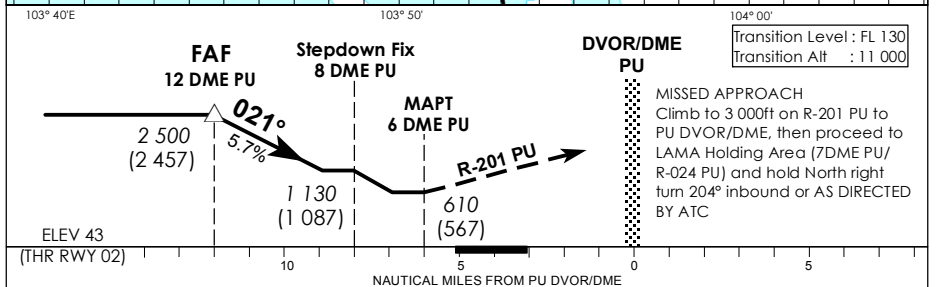 103° 40'E
103° 50'
104° 00'
Transition Level : FL 130
Transition Alt : 11 000
FAF
12 DME PU
Stepdown Fix
8 DME PU
MAPT
6 DME PU
DVOR/DME
PU
021°
5.7%
2 500
(2 457)
1 130
(1 087)
610
(567)
R-201 PU
MISSED APPROACH
Climb to 3 000ft on R-201 PU to
PU DVOR/DME, then proceed to
LAMA Holding Area (7DME PU/
R-024 PU) and hold North right
turn 204° inbound or AS DIRECTED
BY ATC
ELEV 43
(THR RWY 02)
10
5
0
5
NAUTICAL MILES FROM PU DVOR/DME